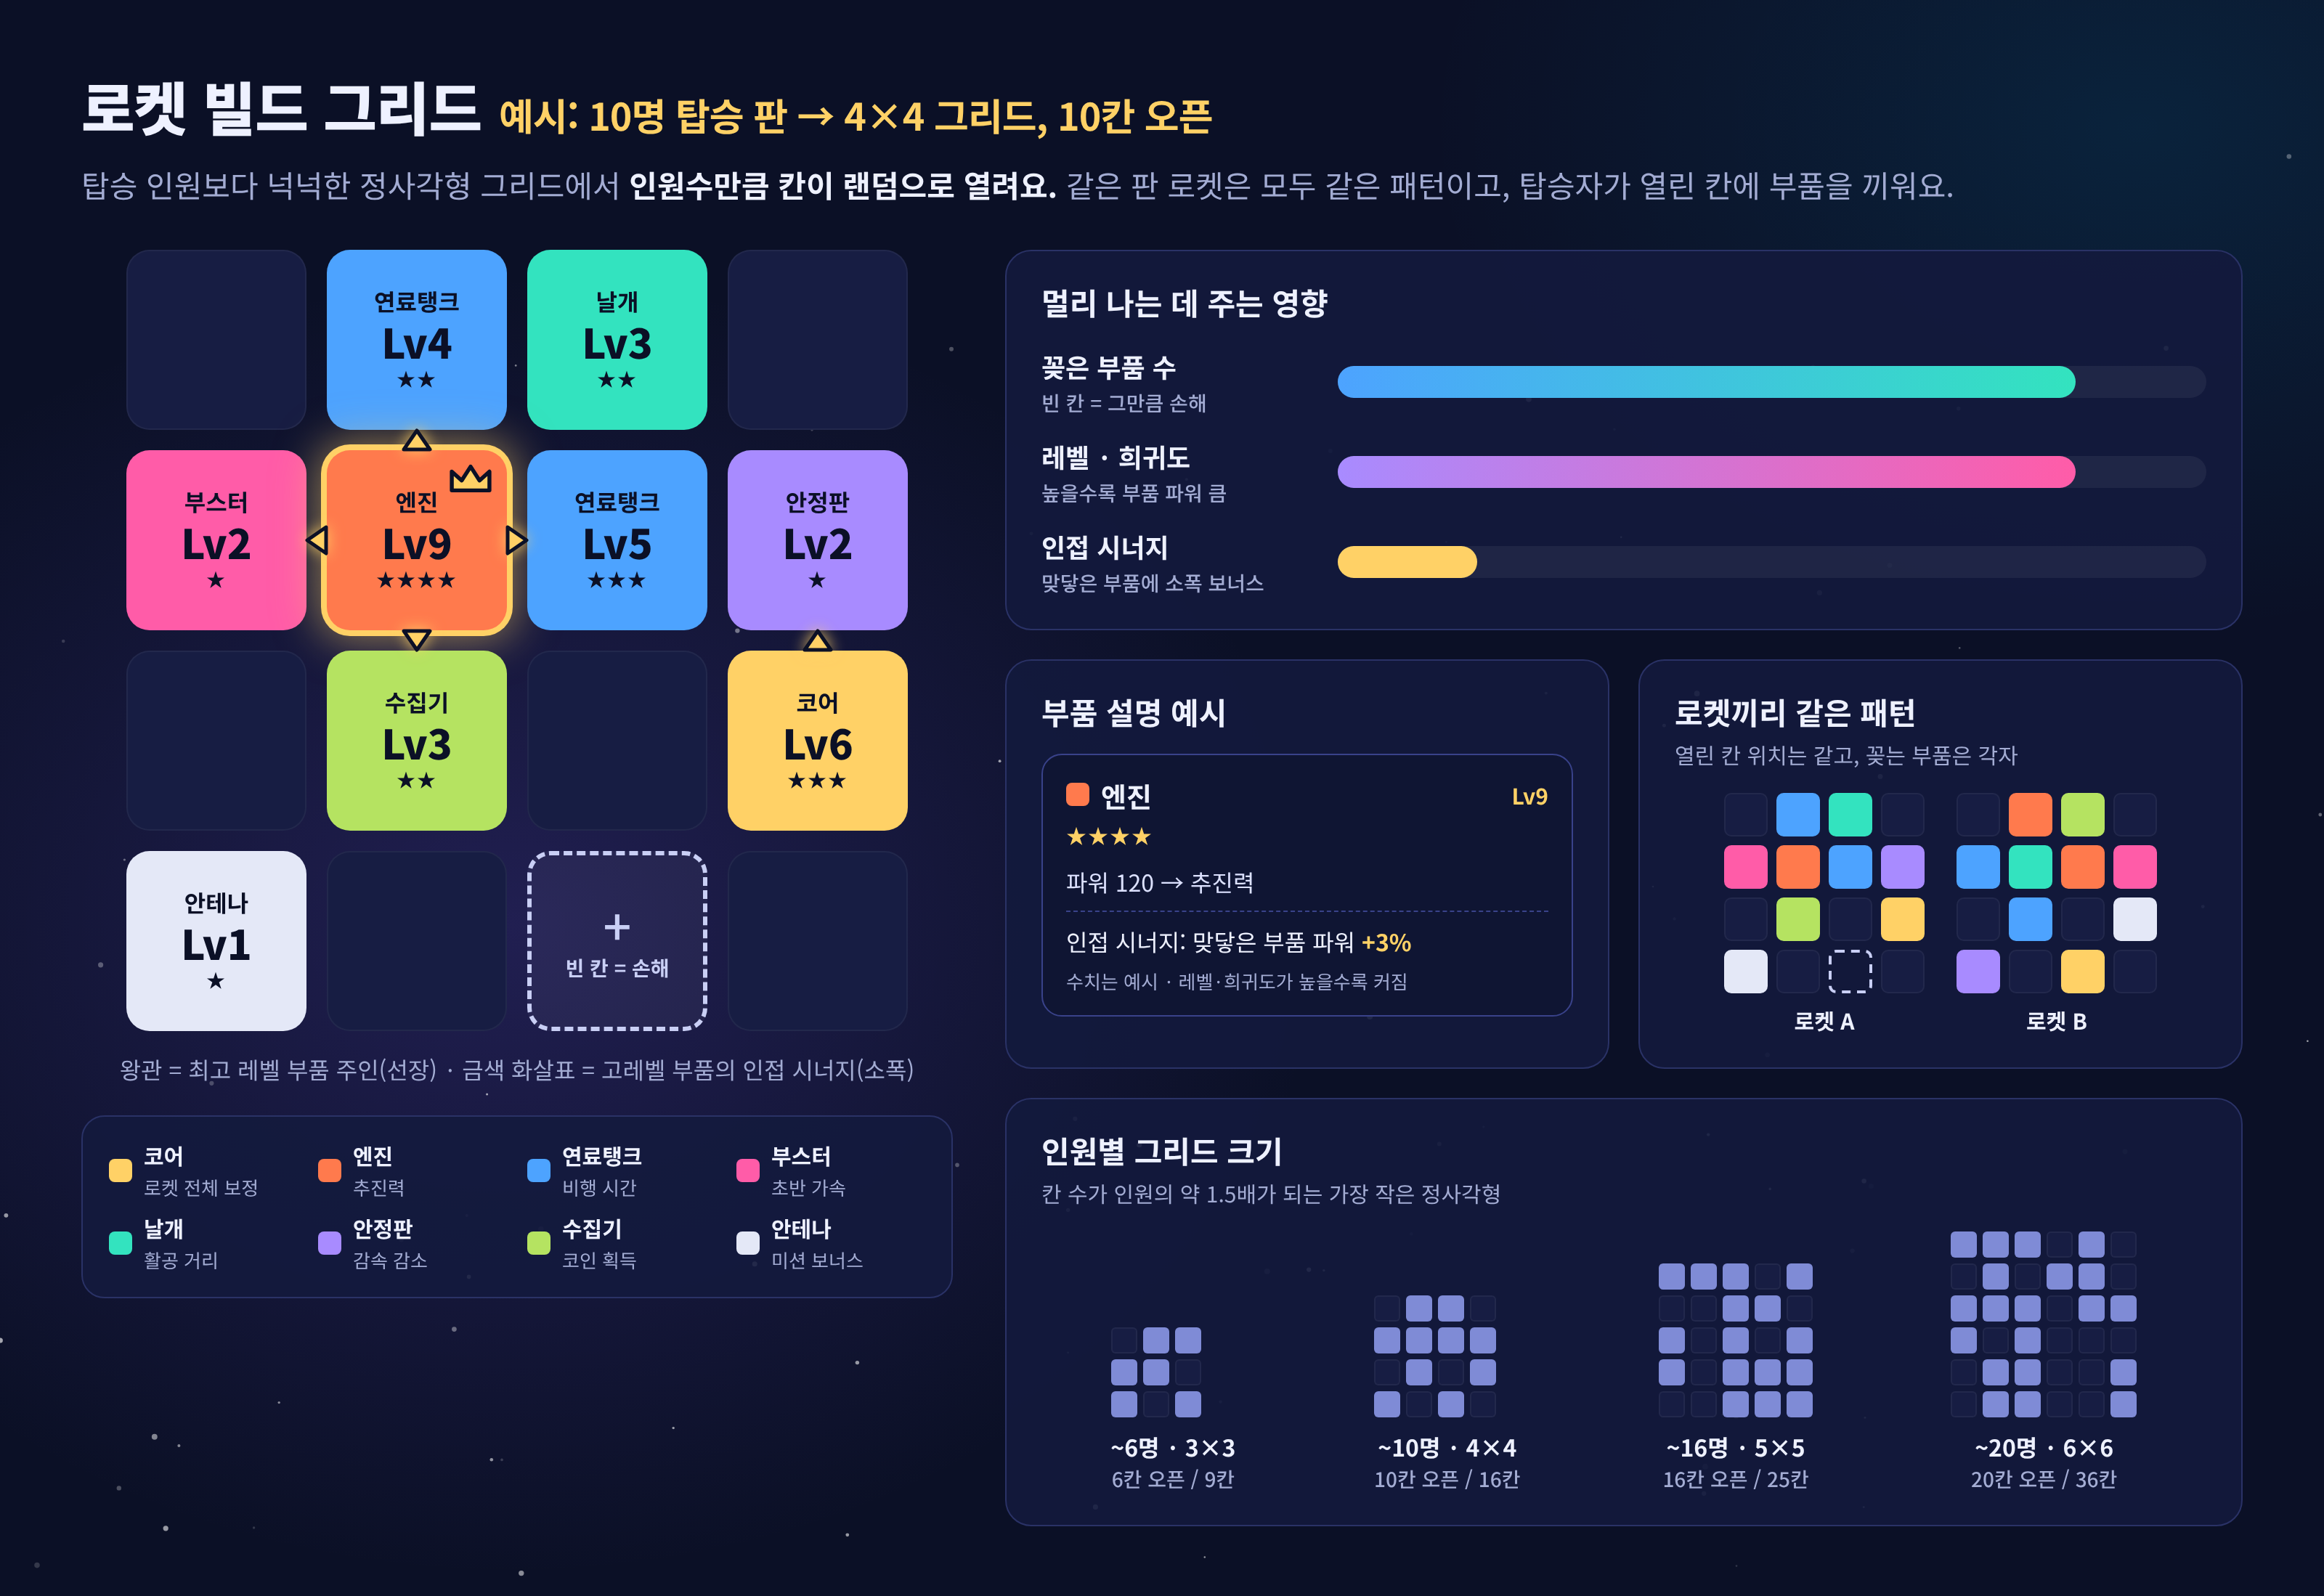 로켓 빌드 그리드 예시: 10명 탑승 판 → 4×4 그리드, 10칸 오픈
탑승 인원보다 넉넉한 정사각형 그리드에서 인원수만큼 칸이 랜덤으로 열려요. 같은 판 로켓은 모두 같은 패턴이고, 탑승자가 열린 칸에 부품을 끼워요.
연료탱크
Lv4
★★
날개
Lv3
★★
부스터
Lv2
★
엔진
Lv9
★★★★
연료탱크
Lv5
★★★
안정판
Lv2
★
수집기
Lv3
★★
코어
Lv6
★★★
안테나
Lv1
★
+
빈 칸 = 손해
왕관 = 최고 레벨 부품 주인(선장) · 금색 화살표 = 고레벨 부품의 인접 시너지(소폭)
코어
로켓 전체 보정
엔진
추진력
연료탱크
비행 시간
부스터
초반 가속
날개
활공 거리
안정판
감속 감소
수집기
코인 획득
안테나
미션 보너스
멀리 나는 데 주는 영향
꽂은 부품 수
빈 칸 = 그만큼 손해
레벨 · 희귀도
높을수록 부품 파워 큼
인접 시너지
맞닿은 부품에 소폭 보너스
부품 설명 예시
엔진 Lv9
★★★★
파워 120 → 추진력
인접 시너지: 맞닿은 부품 파워 +3%
수치는 예시 · 레벨·희귀도가 높을수록 커짐
로켓끼리 같은 패턴
열린 칸 위치는 같고, 꽂는 부품은 각자
로켓 A
로켓 B
인원별 그리드 크기
칸 수가 인원의 약 1.5배가 되는 가장 작은 정사각형
~6명 · 3×3
6칸 오픈 / 9칸
~10명 · 4×4
10칸 오픈 / 16칸
~16명 · 5×5
16칸 오픈 / 25칸
~20명 · 6×6
20칸 오픈 / 36칸